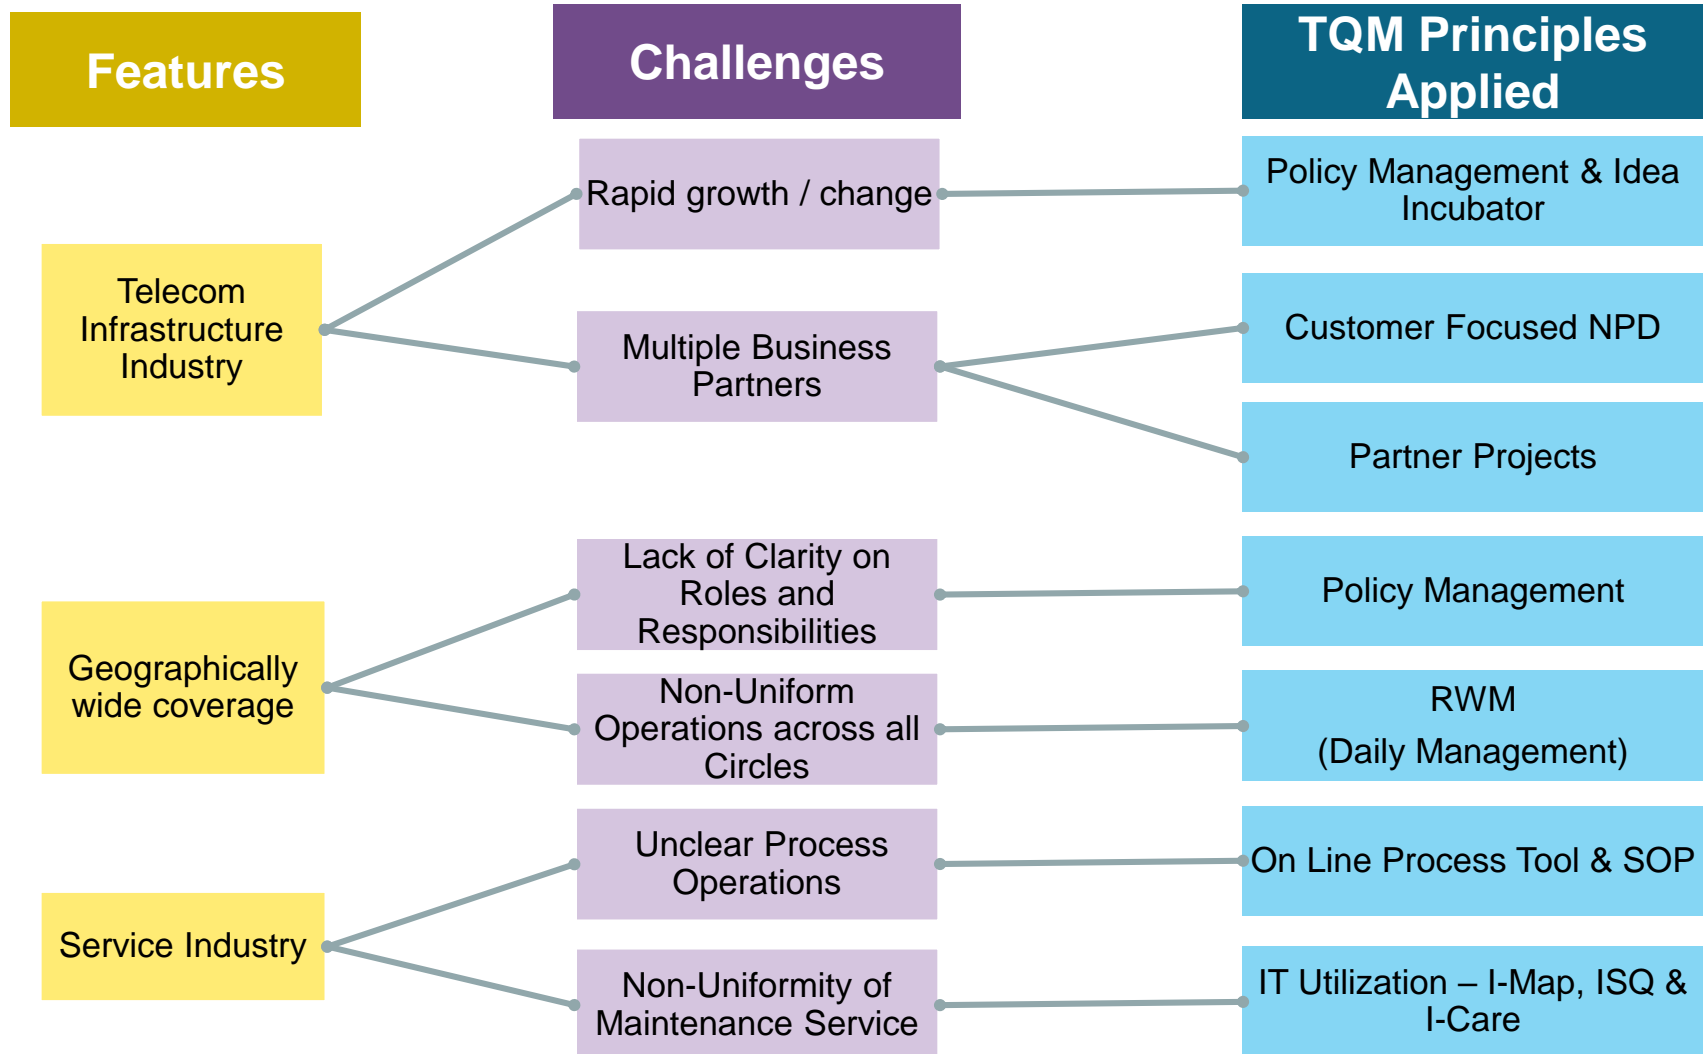 Features
Challenges
TQM Principles
Applied
Telecom
Infrastructure
Industry
Rapid growth / change
Policy Management & Idea
Incubator
Multiple Business
Partners
Customer Focused NPD
Partner Projects
Geographically
wide coverage
Lack of Clarity on
Roles and
Responsibilities
Policy Management
Non-Uniform
Operations across all
Circles
RWM
(Daily Management)
Service Industry
Unclear Process
Operations
On Line Process Tool & SOP
Non-Uniformity of
Maintenance Service
IT Utilization – I-Map, ISQ &
I-Care